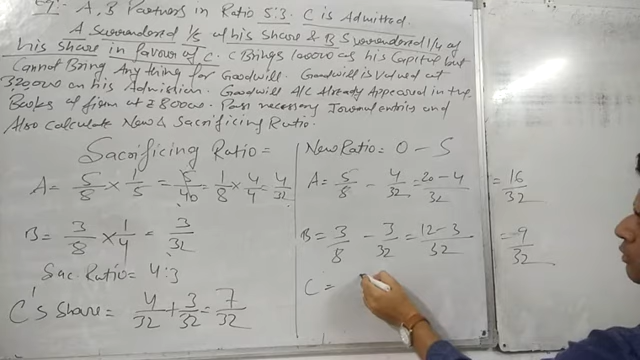 Eg:- A, B Partners in Ratio 5:3. C is Admitted.
A Surrendered 1/5 of his Share & B Surrendered 1/4 of
his Share in favour of C. C Brings 100000 as his Capital but
Cannot Bring Anything for Goodwill. Goodwill is Valued at
320000 on his Admission. Goodwill A/c Already Appeared in the
Books of firm at 80000. Pass necessary Journal entries and
Also Calculate New & Sacrificing Ratio.
Sacrificing Ratio =
A = 5/8 × 1/5 = 5/40 = 1/8 × 4/4 = 4/32
B = 3/8 × 1/4 = 3/32
Sac. Ratio = 4:3
C's Share = 4/32 + 3/32 = 7/32
New Ratio = O - S
A = 5/8 - 4/32 = 20-4/32 = 16/32
B = 3/8 - 3/32 = 12-3/32 = 9/32
C =